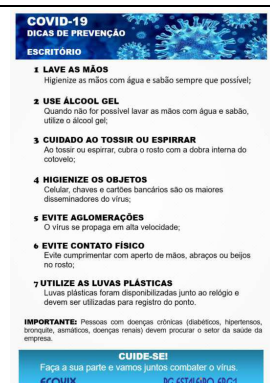 COVID-19
DICAS DE PREVENÇÃO
ESCRITÓRIO
1 LAVE AS MÃOS
Higienize as mãos com água e sabão sempre que possível;
2 USE ÁLCOOL GEL
Quando não for possível lavar as mãos com água e sabão,
utilize o álcool gel;
3 CUIDADO AO TOSSIR OU ESPIRRAR
Ao tossir ou espirrar, cubra o rosto com a dobra interna do
cotovelo;
4 HIGIENIZE OS OBJETOS
Celular, chaves e cartões bancários são os maiores
disseminadores do vírus;
5 EVITE AGLOMERAÇÕES
O vírus se propaga em alta velocidade;
6 EVITE CONTATO FÍSICO
Evite cumprimentar com aperto de mãos, abraços ou beijos
no rosto;
7 UTILIZE AS LUVAS PLÁSTICAS
Luvas plásticas foram disponibilizadas junto ao relógio e
devem ser utilizadas para registro do ponto.
IMPORTANTE: Pessoas com doenças crônicas (diabéticos, hipertensos,
bronquite, asmáticos, doenças renais) devem procurar o setor da saúde da
empresa.
CUIDE-SE!
Faça a sua parte e vamos juntos combater o vírus.
ECOVIX